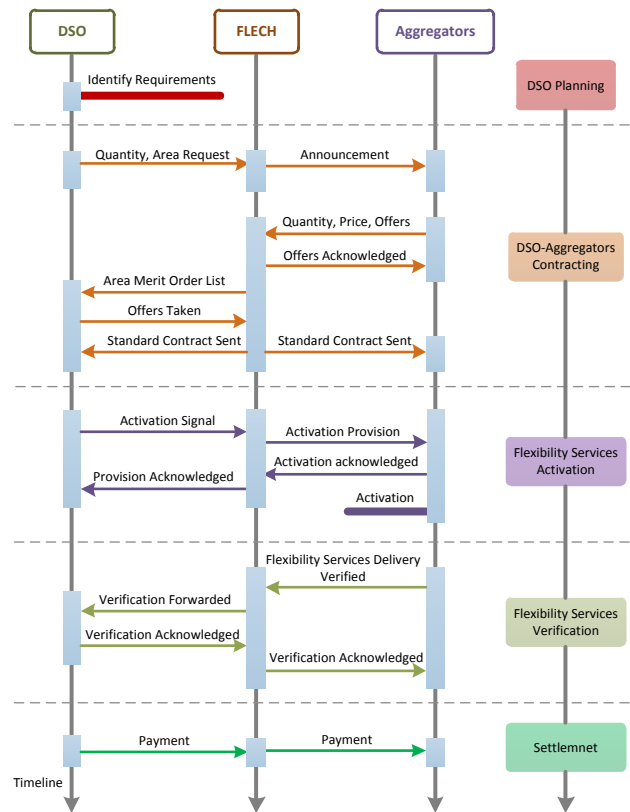 DSO
FLECH
Aggregators
Identify Requirements
DSO Planning
Quantity, Area Request
Announcement
Quantity, Price, Offers
DSO-Aggregators
Contracting
Offers Acknowledged
Area Merit Order List
Offers Taken
Standard Contract Sent
Standard Contract Sent
Activation Signal
Activation Provision
Flexibility Services
Activation
Activation acknowledged
Provision Acknowledged
Activation
Flexibility Services Delivery
Verified
Verification Forwarded
Flexibility Services
Verification
Verification Acknowledged
Verification Acknowledged
Payment
Payment
Settlemnet
Timeline